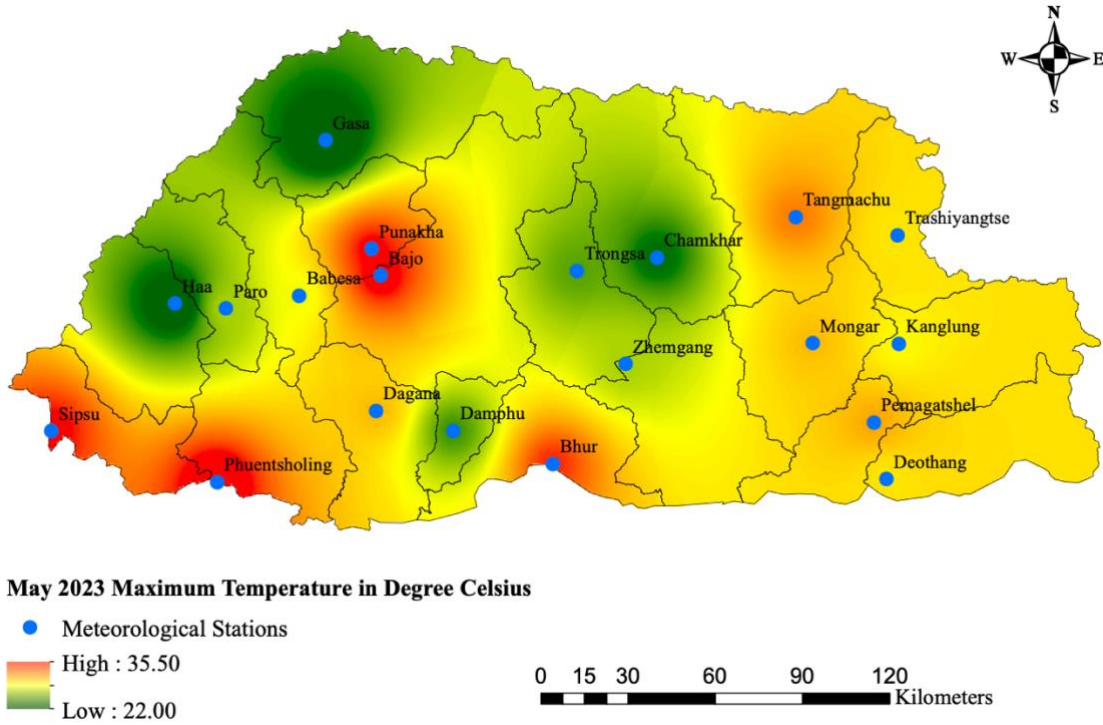 N
W E
S
Gasa
Punakha
Bajo
Babesa
Haa
Paro
Trongsa
Chamkhar
Tangmachu
Trashiyangtse
Zhemgang
Mongar
Kanglung
Sipsu
Phuentsholing
Dagana
Damphu
Bhur
Pemagatshel
Deothang
May 2023 Maximum Temperature in Degree Celsius
Meteorological Stations
High : 35.50
Low : 22.00
0 15 30 60 90 120
Kilometers